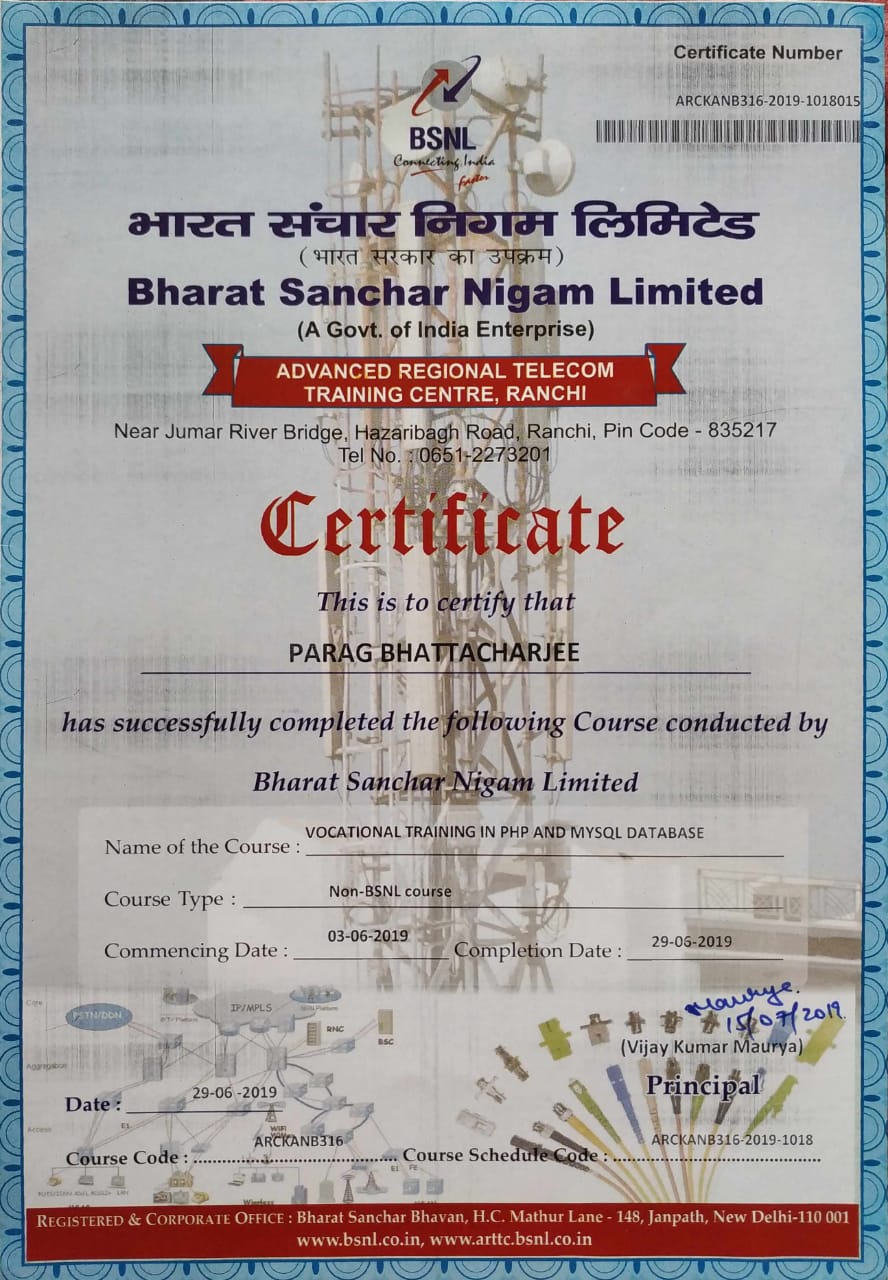 Certificate Number
ARCKANB316-2019-1018015
BSNL
Connecting India
faster
भारत संचार निगम लिमिटेड
(भारत सरकार का उपक्रम)
Bharat Sanchar Nigam Limited
(A Govt. of India Enterprise)
ADVANCED REGIONAL TELECOM
TRAINING CENTRE, RANCHI
Near Jumar River Bridge, Hazaribagh Road, Ranchi, Pin Code - 835217
Tel No. : 0651-2273201
Certificate
This is to certify that
PARAG BHATTACHARJEE
has successfully completed the following Course conducted by
Bharat Sanchar Nigam Limited
Name of the Course : VOCATIONAL TRAINING IN PHP AND MYSQL DATABASE
Course Type : Non-BSNL course
Commencing Date : 03-06-2019 Completion Date : 29-06-2019
Core
PSTN/DDN
IP/MPLS
RNC
BSC
Aggregation
Maurya.
15/07/2019.
(Vijay Kumar Maurya)
Principal
Date : 29-06-2019
Access
E1
WiFi
Course Code : ARCKANB316 Course Schedule Code : ARCKANB316-2019-1018
E1 FE
Wireless
REGISTERED & CORPORATE OFFICE : Bharat Sanchar Bhavan, H.C. Mathur Lane - 148, Janpath, New Delhi-110 001
www.bsnl.co.in, www.arttc.bsnl.co.in